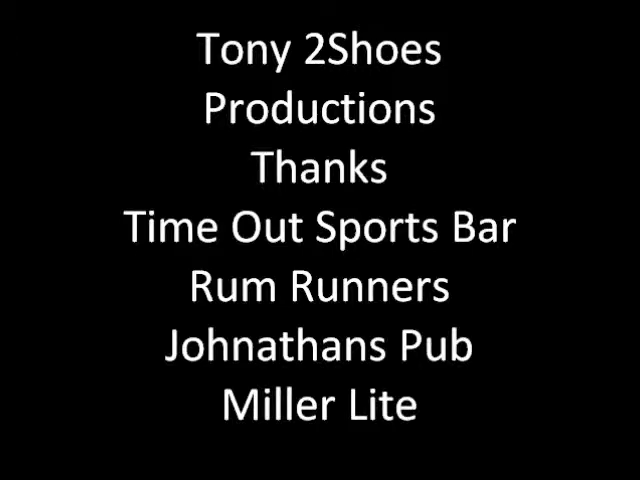 Tony 2Shoes
Productions
Thanks
Time Out Sports Bar
Rum Runners
Johnathans Pub
Miller Lite